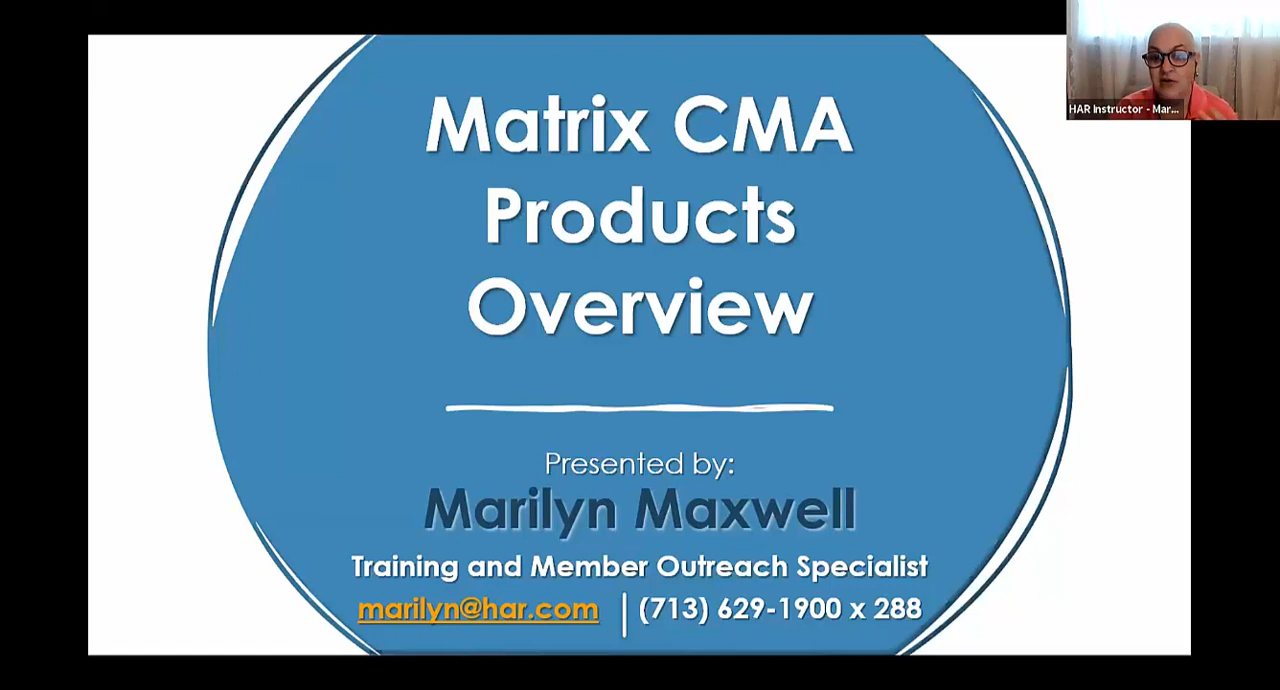 Matrix CMA
Products
Overview
Presented by:
Marilyn Maxwell
Training and Member Outreach Specialist
marilyn@har.com | (713) 629-1900 x 288
HAR Instructor - Mar...